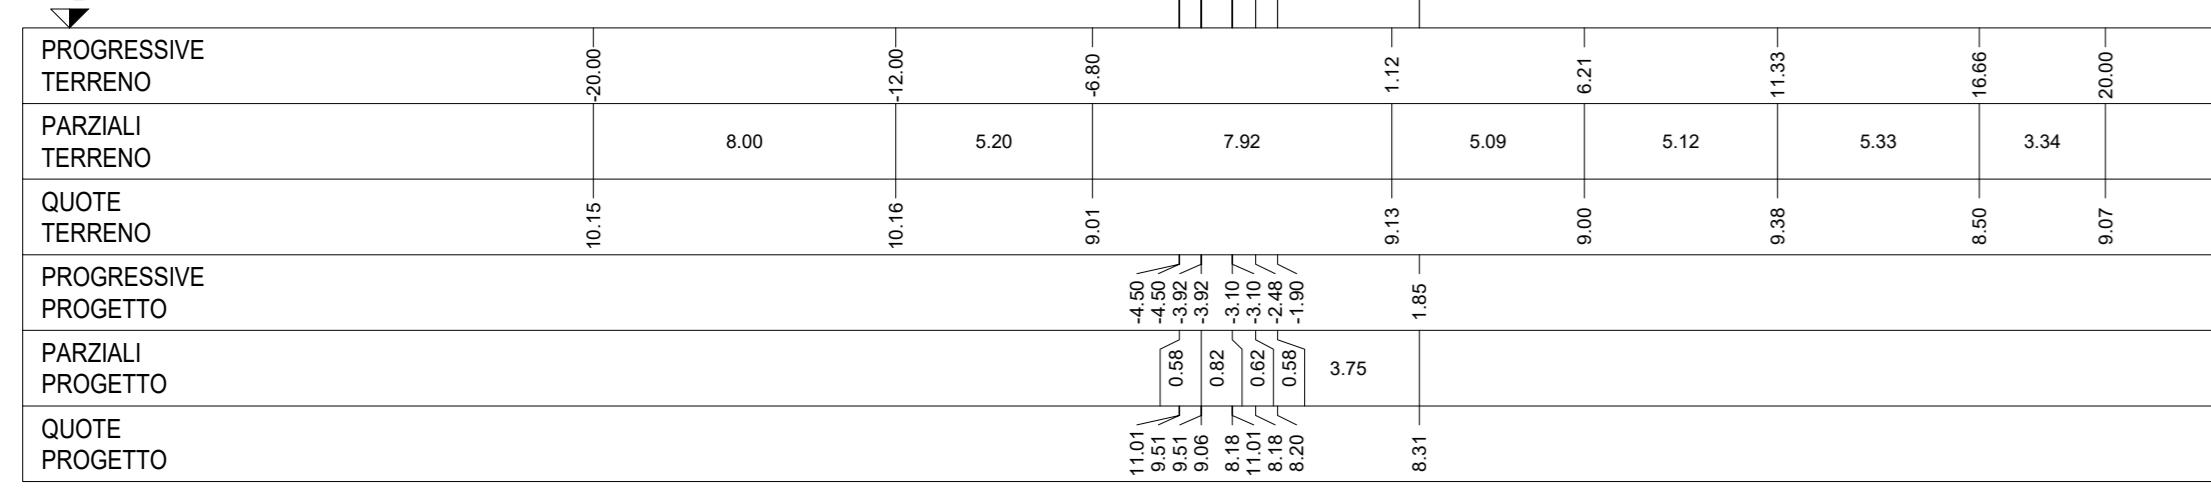 PROGRESSIVE
TERRENO
-20.00 -12.00 -6.80 1.12 6.21 11.33 16.66 20.00
PARZIALI
TERRENO
8.00 5.20 7.92 5.09 5.12 5.33 3.34
QUOTE
TERRENO
10.15 10.16 9.01 9.13 9.00 9.38 8.50 9.07
PROGRESSIVE
PROGETTO
-4.50 -4.50 -3.92 -3.92 -3.10 -3.10 -2.48 -1.90 1.85
PARZIALI
PROGETTO
0.58 0.82 0.62 0.58 3.75
QUOTE
PROGETTO
11.01 9.51 9.51 9.06 8.18 11.01 8.18 8.20 8.31